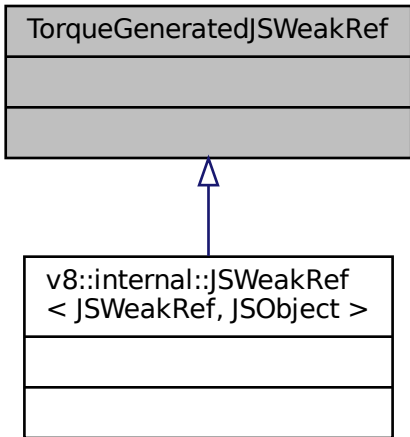 TorqueGeneratedJSWeakRef
v8::internal::JSWeakRef
< JSWeakRef, JSObject >